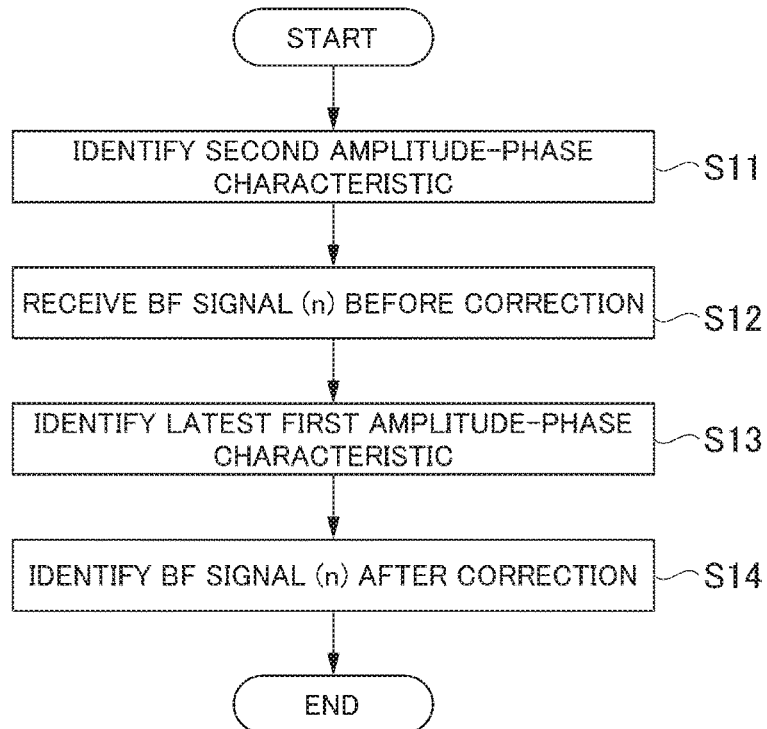 START
IDENTIFY SECOND AMPLITUDE-PHASE
CHARACTERISTIC
S11
RECEIVE BF SIGNAL (n) BEFORE CORRECTION
S12
IDENTIFY LATEST FIRST AMPLITUDE-PHASE
CHARACTERISTIC
S13
IDENTIFY BF SIGNAL (n) AFTER CORRECTION
S14
END